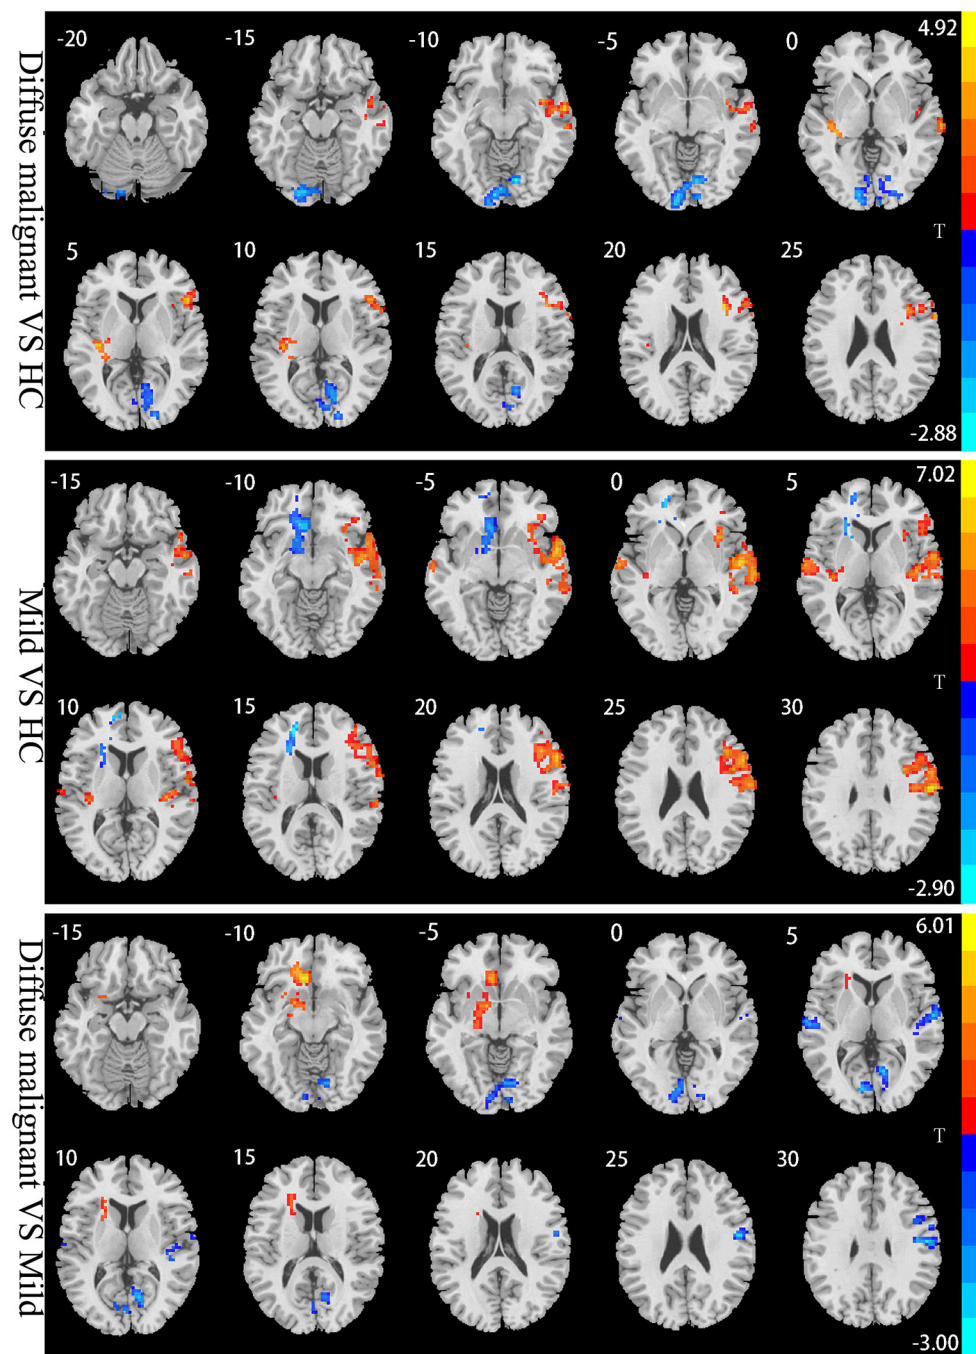 Diffuse malignant VS HC
-20 -15 -10 -5 0 4.92
T
5 10 15 20 25
-2.88
Mild VS HC
-15 -10 -5 0 5 7.02
T
10 15 20 25 30
-2.90
Diffuse malignant VS Mild
-15 -10 -5 0 5 6.01
T
10 15 20 25 30
-3.00